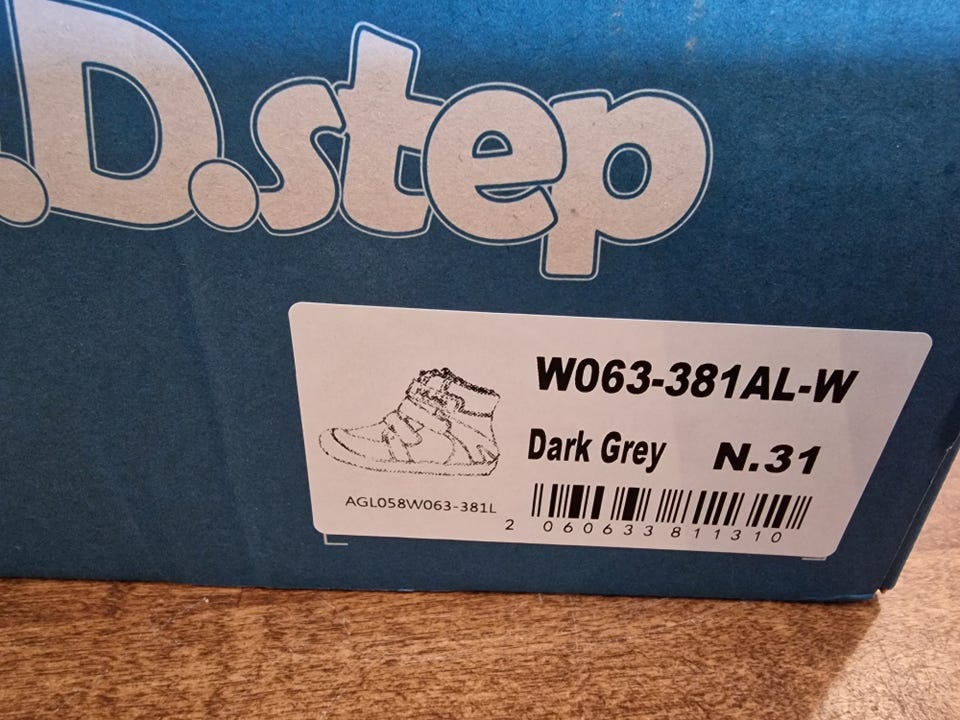 .D.step
W063-381AL-W
Dark Grey N.31
AGL058W063-381L
2 060633 811310